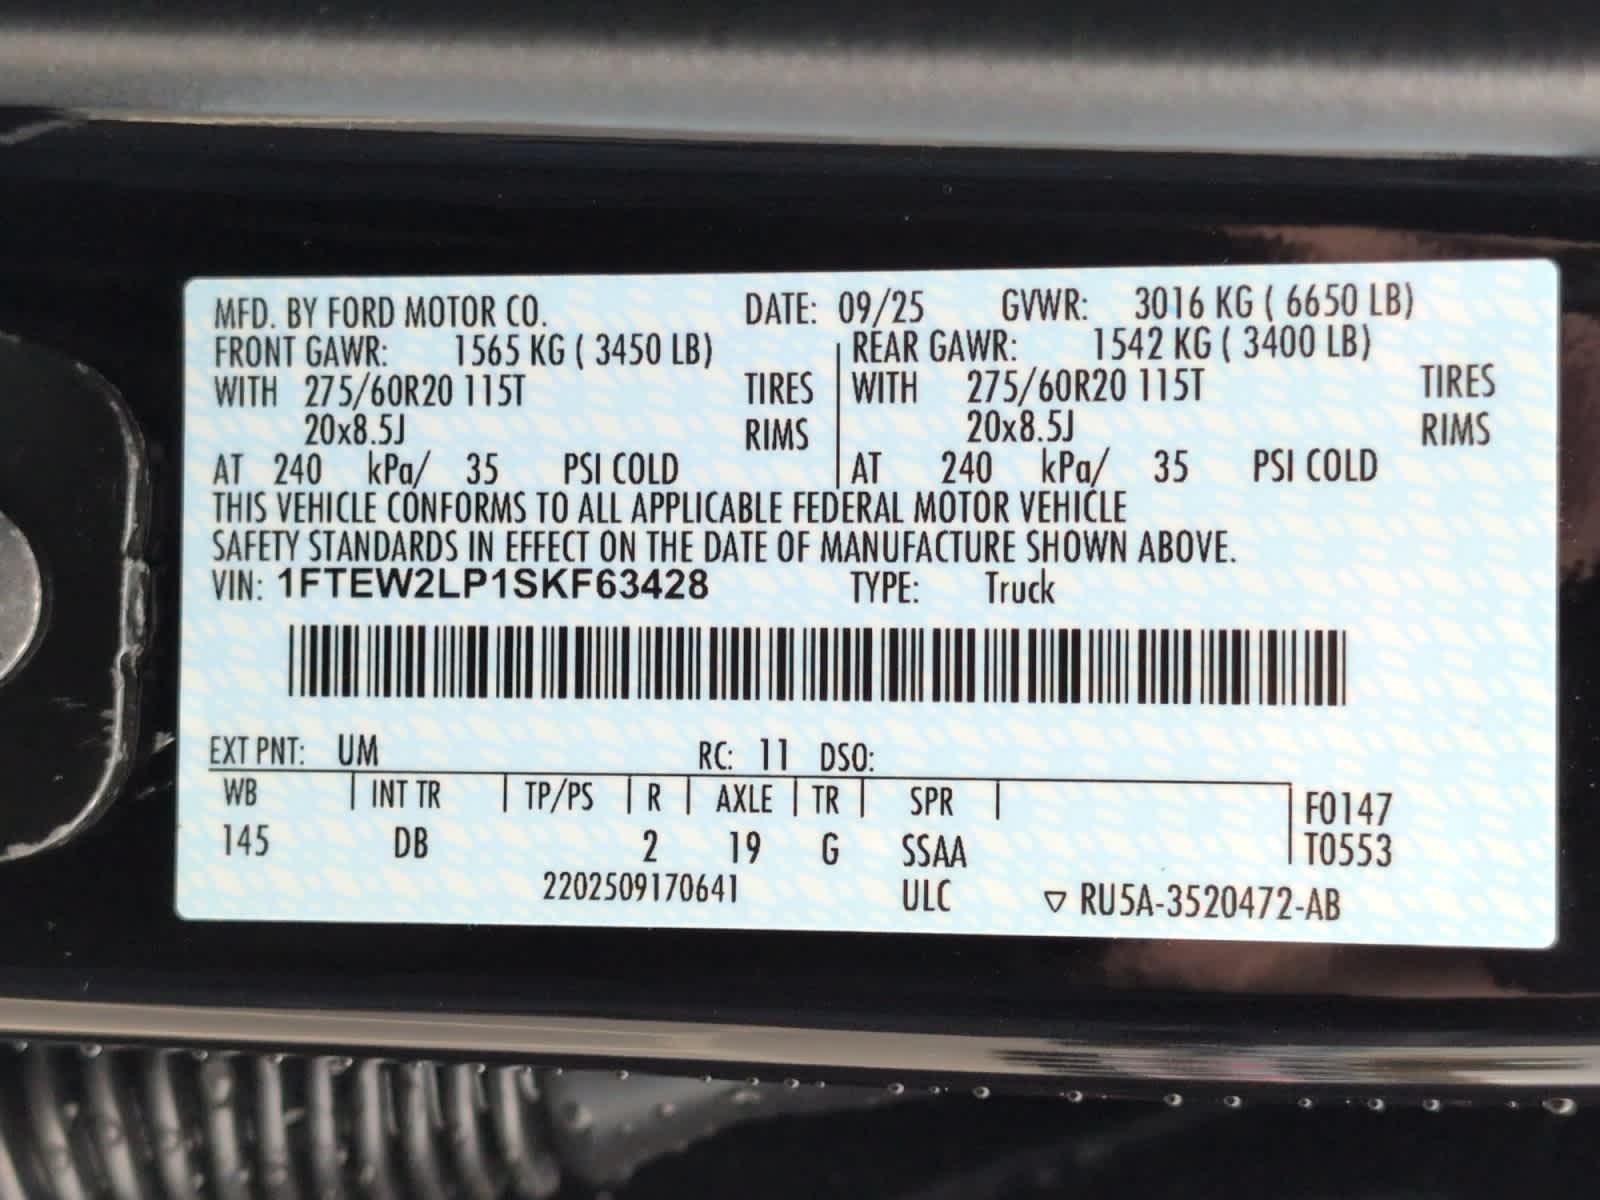 MFD. BY FORD MOTOR CO. DATE: 09/25 GVWR: 3016 KG ( 6650 LB)
FRONT GAWR: 1565 KG ( 3450 LB) REAR GAWR: 1542 KG ( 3400 LB)
WITH 275/60R20 115T TIRES WITH 275/60R20 115T TIRES
20x8.5J RIMS 20x8.5J RIMS
AT 240 kPa/ 35 PSI COLD AT 240 kPa/ 35 PSI COLD
THIS VEHICLE CONFORMS TO ALL APPLICABLE FEDERAL MOTOR VEHICLE
SAFETY STANDARDS IN EFFECT ON THE DATE OF MANUFACTURE SHOWN ABOVE.
VIN: 1FTEW2LP1SKF63428 TYPE: Truck
EXT PNT: UM RC: 11 DSO:
WB INT TR TP/PS R AXLE TR SPR F0147
145 DB 2 19 G SSAA T0553
2202509170641 ULC ▽ RU5A-3520472-AB